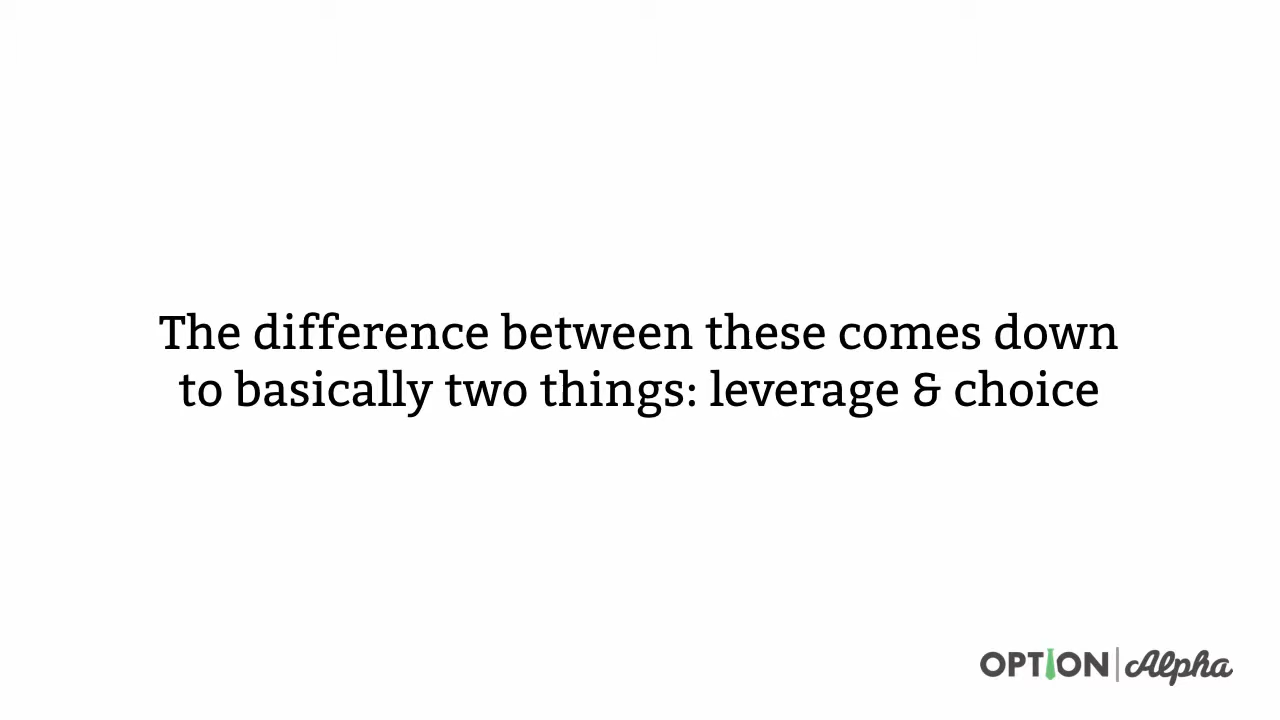 The difference between these comes down
to basically two things: leverage & choice
OPTION | Alpha